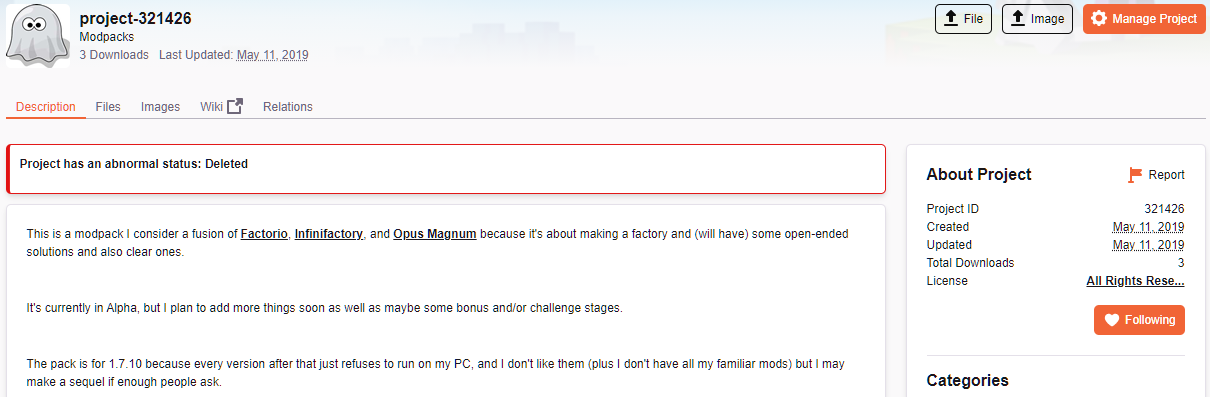 project-321426
File
Image
Manage Project
Modpacks
3 Downloads Last Updated: May 11, 2019
Description Files Images Wiki Relations
Project has an abnormal status: Deleted
This is a modpack I consider a fusion of Factorio, Infinifactory, and Opus Magnum because it's about making a factory and (will have) some open-ended
solutions and also clear ones.
It's currently in Alpha, but I plan to add more things soon as well as maybe some bonus and/or challenge stages.
The pack is for 1.7.10 because every version after that just refuses to run on my PC, and I don't like them (plus I don't have all my familiar mods) but I may
make a sequel if enough people ask.
About Project
Report
Project ID 321426
Created May 11, 2019
Updated May 11, 2019
Total Downloads 3
License All Rights Rese...
Following
Categories